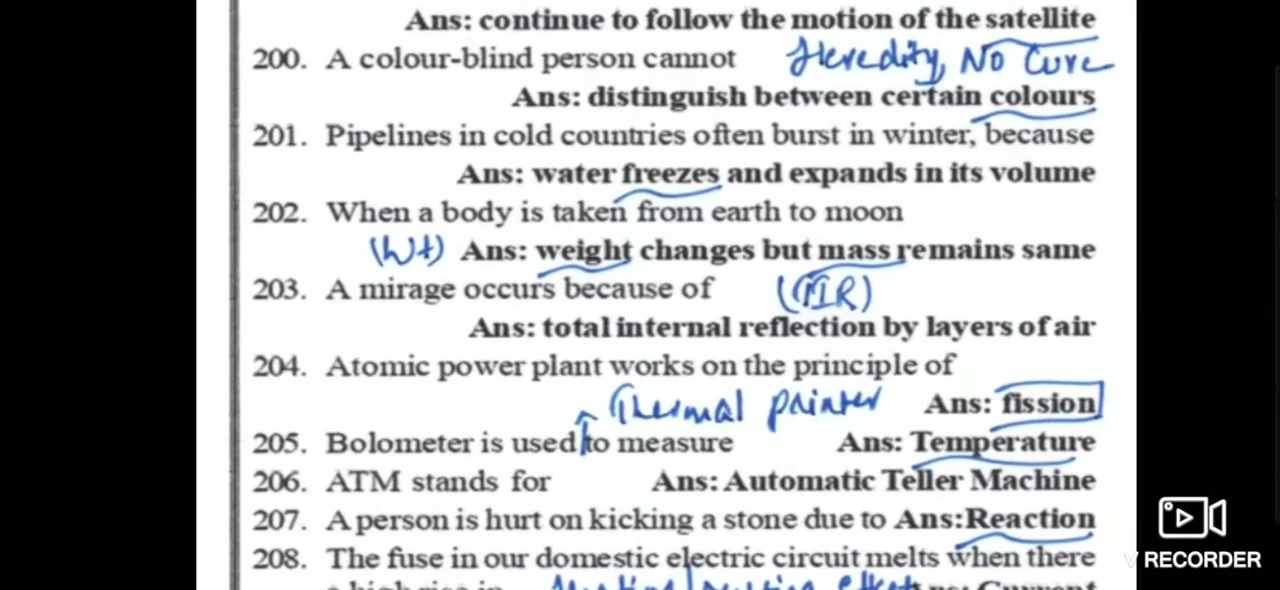 Ans: continue to follow the motion of the satellite
200. A colour-blind person cannot Heredity, No Cure
Ans: distinguish between certain colours
201. Pipelines in cold countries often burst in winter, because
Ans: water freezes and expands in its volume
202. When a body is taken from earth to moon
(Wt) Ans: weight changes but mass remains same
203. A mirage occurs because of (TIR)
Ans: total internal reflection by layers of air
204. Atomic power plant works on the principle of
Thermal printer Ans: fission
205. Bolometer is used to measure Ans: Temperature
206. ATM stands for Ans: Automatic Teller Machine
207. A person is hurt on kicking a stone due to Ans:Reaction
208. The fuse in our domestic electric circuit melts when there
V RECORDER